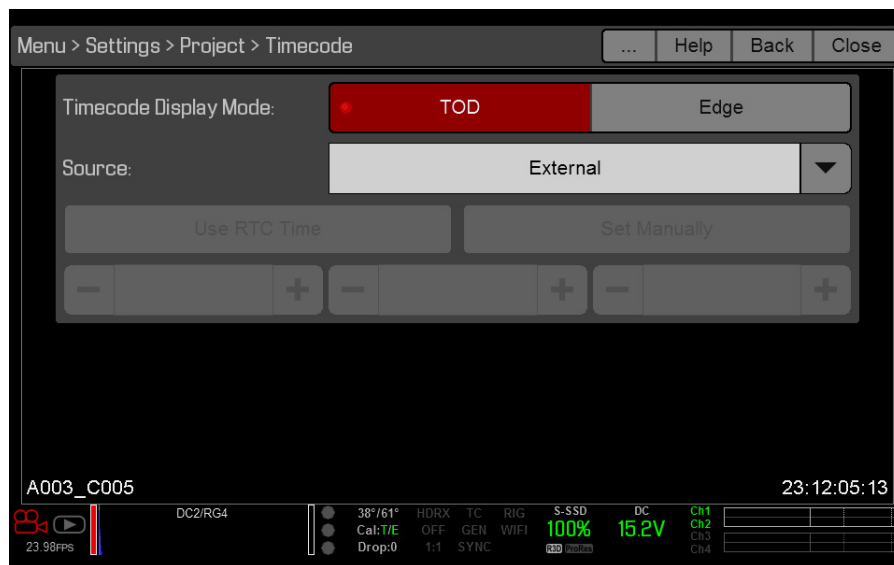 Menu > Settings > Project > Timecode ... Help Back Close
Timecode Display Mode: TOD Edge
Source: External
Use RTC Time Set Manually
A003_C005 23:12:05:13
DC2/RG4 38°/61° HDRX TC RIG S-SSD DC Ch1
Cal:T/E OFF GEN WIFI 100% 15.2V Ch2
23.98FPS Drop:0 1:1 SYNC R3D ProRes Ch3
Ch4